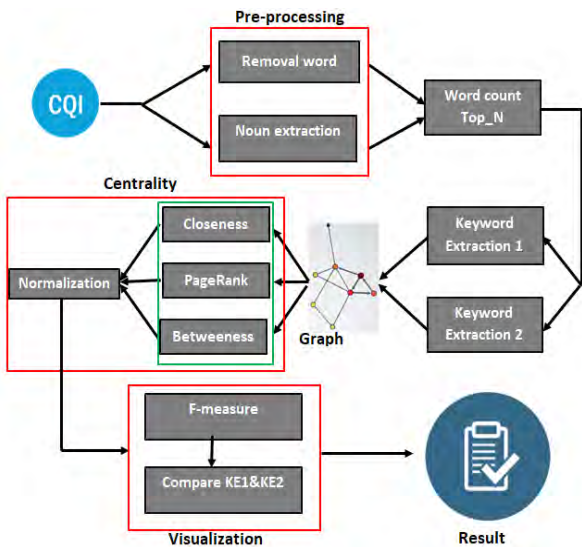 Pre-processing
Removal word
CQI
Word count
Top_N
Noun extraction
Centrality
Closeness
Keyword
Extraction 1
Normalization
PageRank
Keyword
Extraction 2
Betweeness
Graph
F-measure
Compare KE1&KE2
Visualization
Result